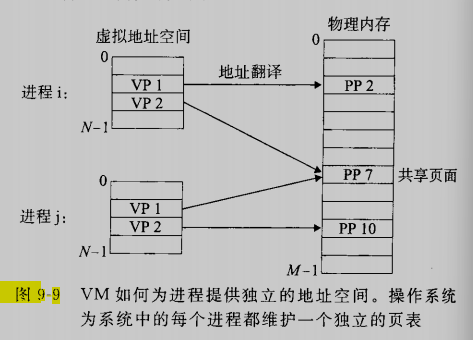 虚拟地址空间
物理内存
0
0
地址翻译
进程 i:
VP 1
PP 2
VP 2
N-1
PP 7
共享页面
0
进程 j:
VP 1
VP 2
PP 10
N-1
M-1
图 9-9 VM 如何为进程提供独立的地址空间。操作系统
为系统中的每个进程都维护一个独立的页表